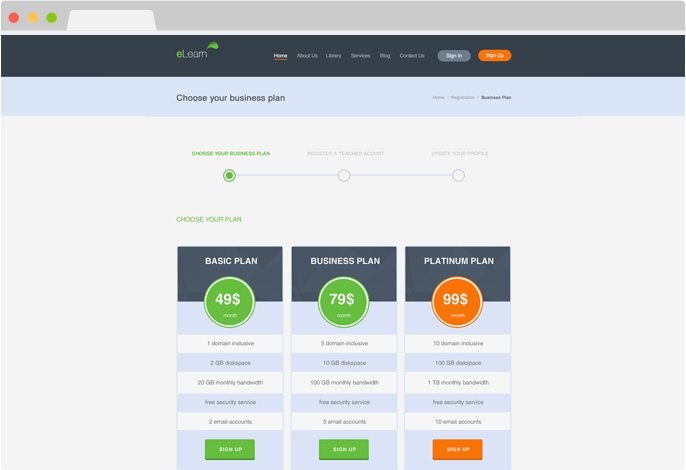 eLearn
Home About Us Library Services Blog Contact Us Sign In Sign Up
Choose your business plan
Home / Registration / Business Plan
CHOOSE YOUR BUSINESS PLAN REGISTER A TEACHER ACOUNT UPDATE YOUR PROFILE
CHOOSE YOUR PLAN
BASIC PLAN BUSINESS PLAN PLATINUM PLAN
49$ 79$ 99$
month month month
1 domain inclusive 5 domain inclusive 10 domain inclusive
2 GB diskspace 10 GB diskspace 100 GB diskspace
20 GB monthly bandwidth 100 GB monthly bandwidth 1 TB monthly bandwidth
free security service free security service free security service
2 email accounts 5 email accounts 10 email accounts
SIGN UP SIGN UP SIGN UP